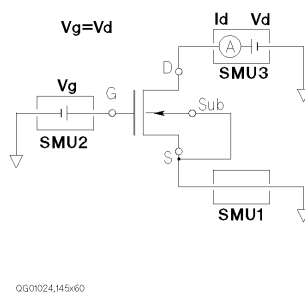 Id Vd
Vg=Vd
A
D
SMU3
Vg
G
Sub
SMU2
S
SMU1
QG01024,145x60